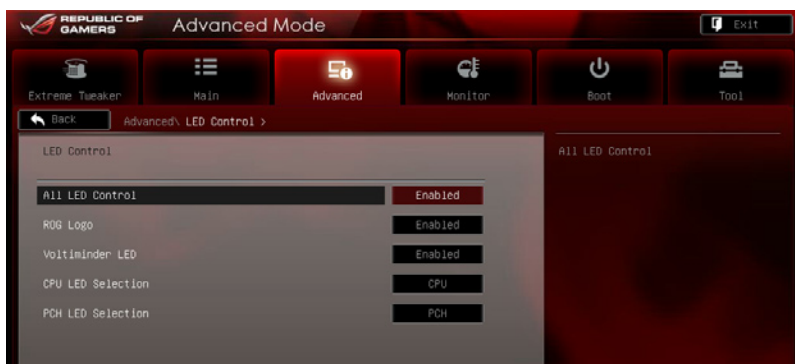 REPUBLIC OF
GAMERS
Advanced Mode
Exit
Extreme Tweaker
Main
Advanced
Monitor
Boot
Tool
Back
Advanced\ LED Control >
LED Control
All LED Control
All LED Control
Enabled
ROG Logo
Enabled
Voltiminder LED
Enabled
CPU LED Selection
CPU
PCH LED Selection
PCH